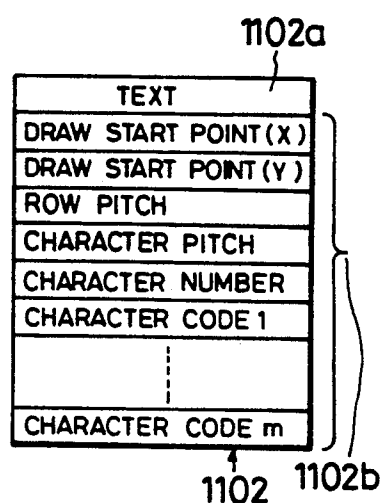 1102a
TEXT
DRAW START POINT (X)
DRAW START POINT (Y)
ROW PITCH
CHARACTER PITCH
CHARACTER NUMBER
CHARACTER CODE 1
CHARACTER CODE m
1102
1102b